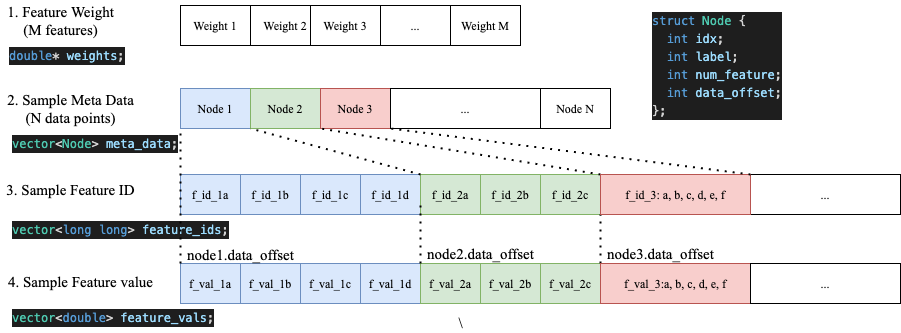 1. Feature Weight
(M features)
double* weights;
Weight 1 Weight 2 Weight 3 ... Weight M
struct Node {
int idx;
int label;
int num_feature;
int data_offset;
};
2. Sample Meta Data
(N data points)
vector<Node> meta_data;
Node 1 Node 2 Node 3 ... Node N
3. Sample Feature ID
f_id_1a f_id_1b f_id_1c f_id_1d f_id_2a f_id_2b f_id_2c f_id_3: a, b, c, d, e, f ...
vector<long long> feature_ids;
node1.data_offset node2.data_offset node3.data_offset
4. Sample Feature value
f_val_1a f_val_1b f_val_1c f_val_1d f_val_2a f_val_2b f_val_2c f_val_3:a, b, c, d, e, f ...
vector<double> feature_vals;
\